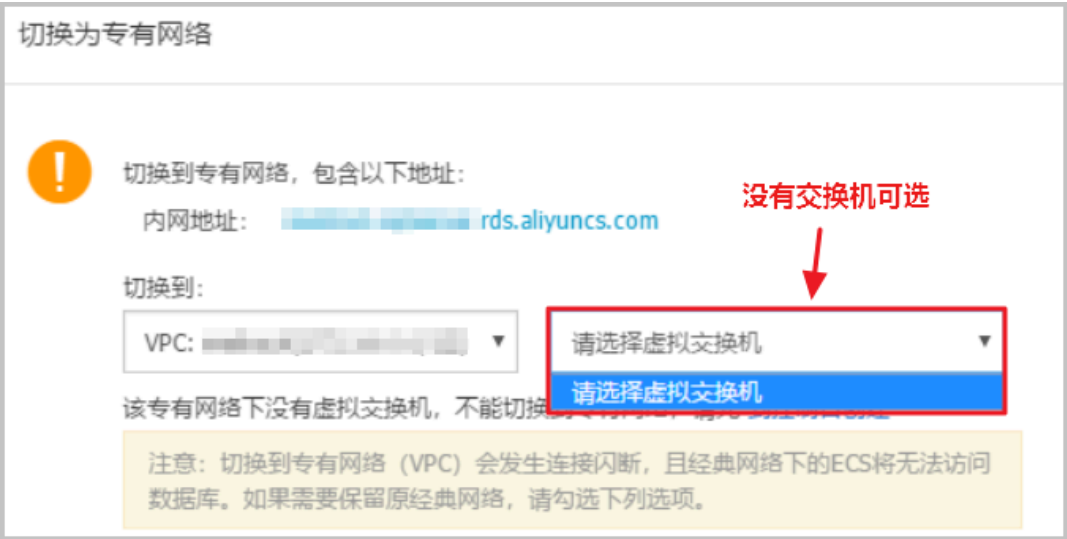 切换为专有网络
切换到专有网络，包含以下地址：
内网地址： rds.aliyuncs.com
没有交换机可选
切换到：
VPC:
请选择虚拟交换机
请选择虚拟交换机
该专有网络下没有虚拟交换机，不能切换
注意：切换到专有网络（VPC）会发生连接闪断，且经典网络下的ECS将无法访问
数据库。如果需要保留原经典网络，请勾选下列选项。